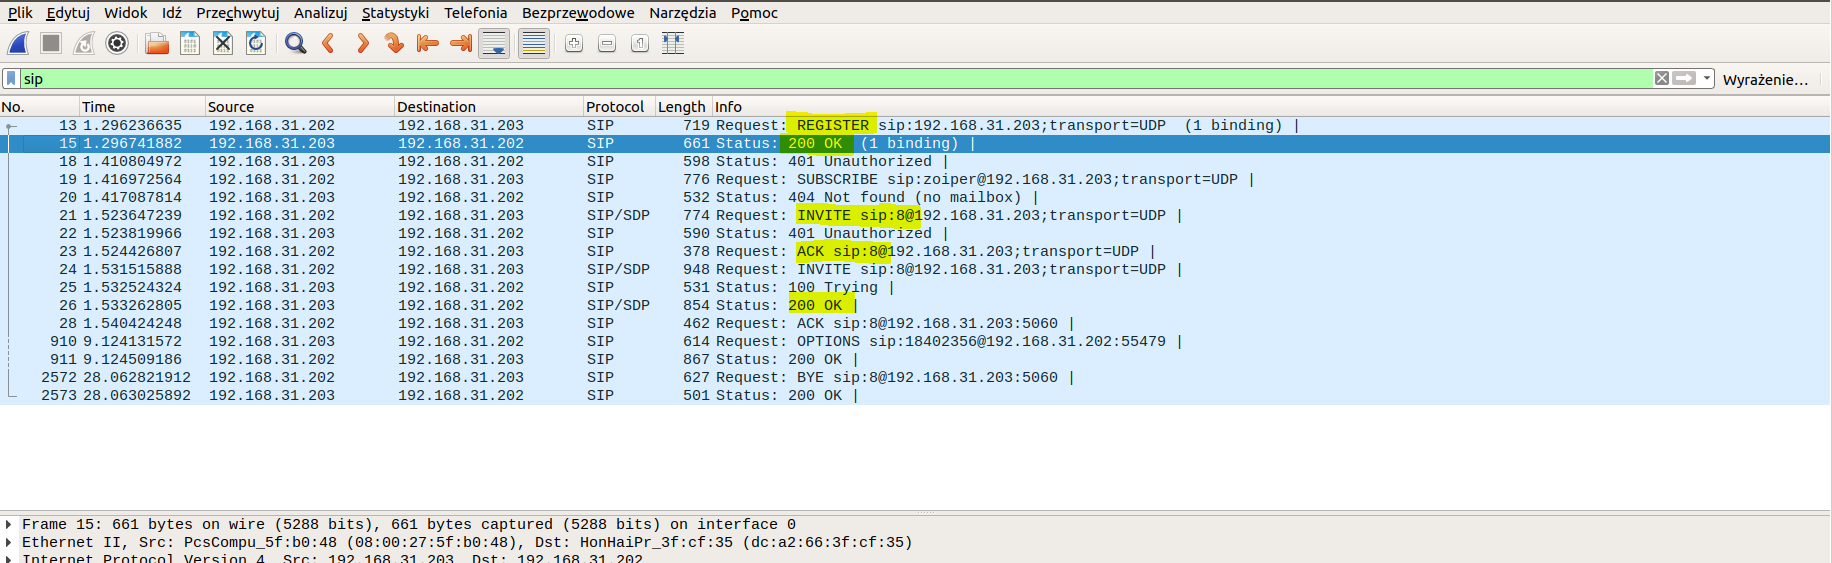 Plik Edytuj Widok Idź Przechwytuj Analizuj Statystyki Telefonia Bezprzewodowe Narzędzia Pomoc
sip Wyrażenie…
No. Time Source Destination Protocol Length Info
13 1.296236635 192.168.31.202 192.168.31.203 SIP 719 Request: REGISTER sip:192.168.31.203;transport=UDP (1 binding) |
15 1.296741882 192.168.31.203 192.168.31.202 SIP 661 Status: 200 OK (1 binding) |
18 1.410804972 192.168.31.203 192.168.31.202 SIP 598 Status: 401 Unauthorized |
19 1.416972564 192.168.31.202 192.168.31.203 SIP 776 Request: SUBSCRIBE sip:zoiper@192.168.31.203;transport=UDP |
20 1.417087814 192.168.31.203 192.168.31.202 SIP 532 Status: 404 Not found (no mailbox) |
21 1.523647239 192.168.31.202 192.168.31.203 SIP/SDP 774 Request: INVITE sip:8@192.168.31.203;transport=UDP |
22 1.523819966 192.168.31.203 192.168.31.202 SIP 590 Status: 401 Unauthorized |
23 1.524426807 192.168.31.202 192.168.31.203 SIP 378 Request: ACK sip:8@192.168.31.203;transport=UDP |
24 1.531515888 192.168.31.202 192.168.31.203 SIP/SDP 948 Request: INVITE sip:8@192.168.31.203;transport=UDP |
25 1.532524324 192.168.31.203 192.168.31.202 SIP 531 Status: 100 Trying |
26 1.533262805 192.168.31.203 192.168.31.202 SIP/SDP 854 Status: 200 OK |
28 1.540424248 192.168.31.202 192.168.31.203 SIP 462 Request: ACK sip:8@192.168.31.203:5060 |
910 9.124131572 192.168.31.203 192.168.31.202 SIP 614 Request: OPTIONS sip:18402356@192.168.31.202:55479 |
911 9.124509186 192.168.31.202 192.168.31.203 SIP 867 Status: 200 OK |
2572 28.062821912 192.168.31.202 192.168.31.203 SIP 627 Request: BYE sip:8@192.168.31.203:5060 |
2573 28.063025892 192.168.31.203 192.168.31.202 SIP 501 Status: 200 OK |
Frame 15: 661 bytes on wire (5288 bits), 661 bytes captured (5288 bits) on interface 0
Ethernet II, Src: PcsCompu_5f:b0:48 (08:00:27:5f:b0:48), Dst: HonHaiPr_3f:cf:35 (dc:a2:66:3f:cf:35)
Internet Protocol Version 4, Src: 192.168.31.203, Dst: 192.168.31.202